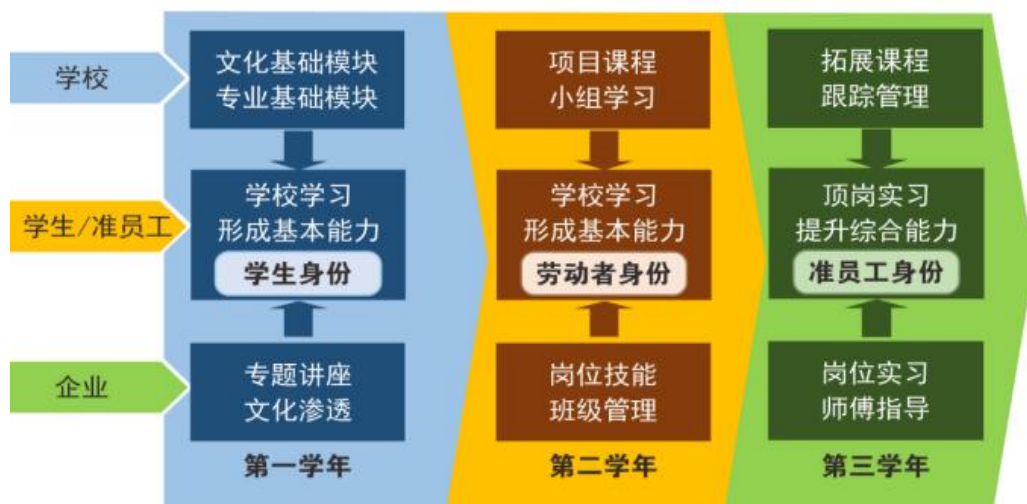 学校
文化基础模块
专业基础模块
项目课程
小组学习
拓展课程
跟踪管理
学生/准员工
学校学习
形成基本能力
学生身份
学校学习
形成基本能力
劳动者身份
顶岗实习
提升综合能力
准员工身份
企业
专题讲座
文化渗透
岗位技能
班级管理
岗位实习
师傅指导
第一学年
第二学年
第三学年